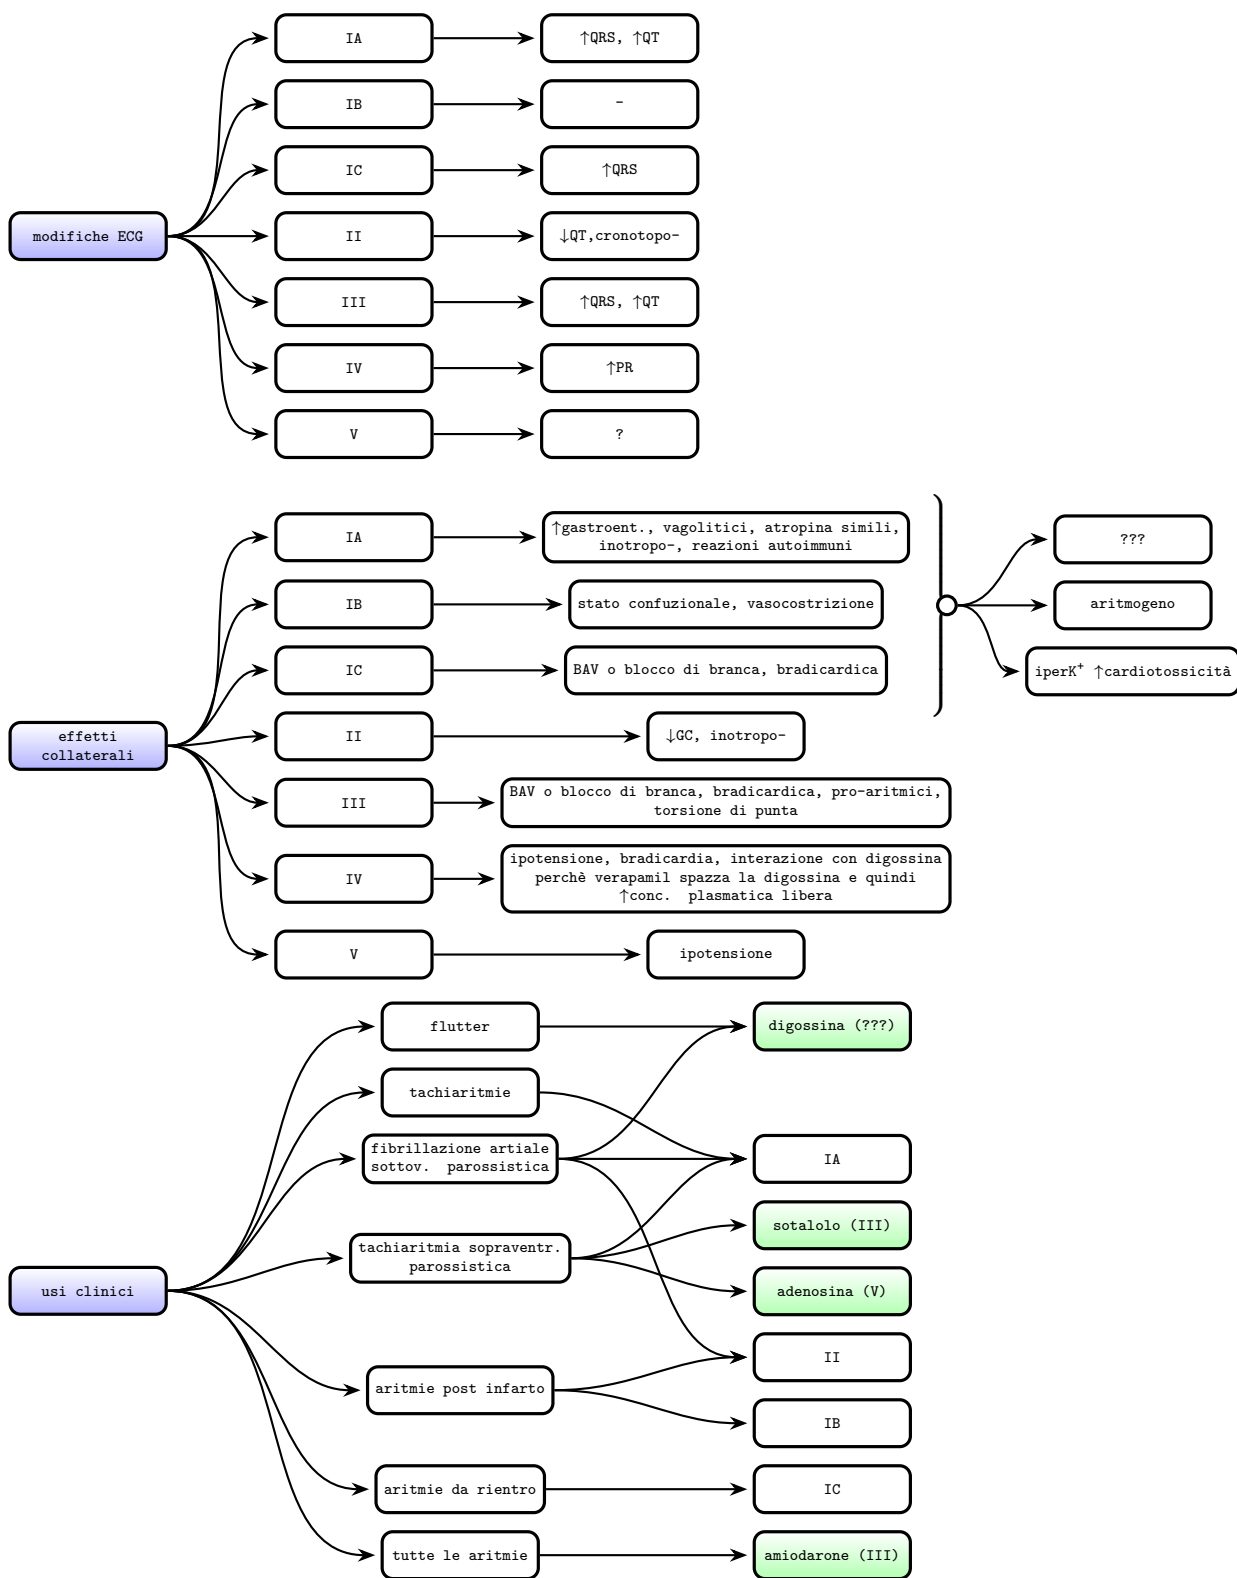 modifiche ECG
IA
↑QRS, ↑QT
IB
-
IC
↑QRS
II
↓QT,cronotopo-
III
↑QRS, ↑QT
IV
↑PR
V
?
effetti
collaterali
IA
↑gastroent., vagolitici, atropina simili,
inotropo-, reazioni autoimmuni
IB
stato confuzionale, vasocostrizione
IC
BAV o blocco di branca, bradicardica
???
aritmogeno
iperK⁺ ↑cardiotossicità
II
↓GC, inotropo-
III
BAV o blocco di branca, bradicardica, pro-aritmici,
torsione di punta
IV
ipotensione, bradicardia, interazione con digossina
perchè verapamil spazza la digossina e quindi
↑conc. plasmatica libera
V
ipotensione
usi clinici
flutter
tachiaritmie
fibrillazione artiale
sottov. parossistica
tachiaritmia sopraventr.
parossistica
aritmie post infarto
aritmie da rientro
tutte le aritmie
digossina (???)
IA
sotalolo (III)
adenosina (V)
II
IB
IC
amiodarone (III)